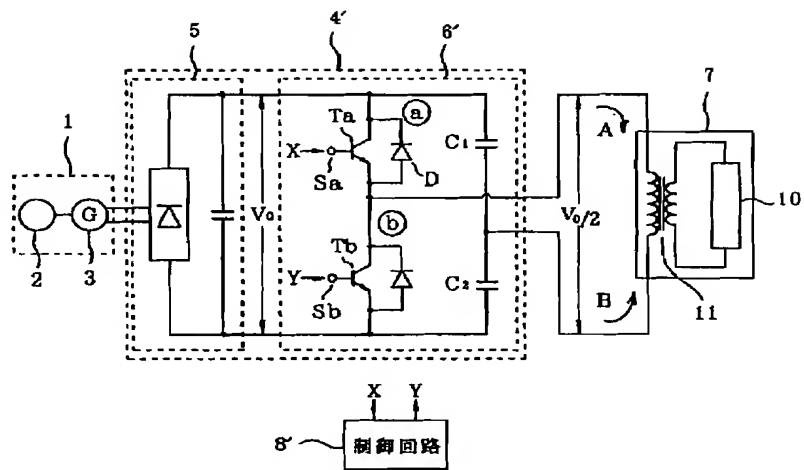 4′
5
6′
7
1
Ta
a
A
C₁
X
Sa
D
G
V₀
V₀/2
10
b
2
3
Tb
Y
C₂
Sb
B
11
X Y
8′
制御回路